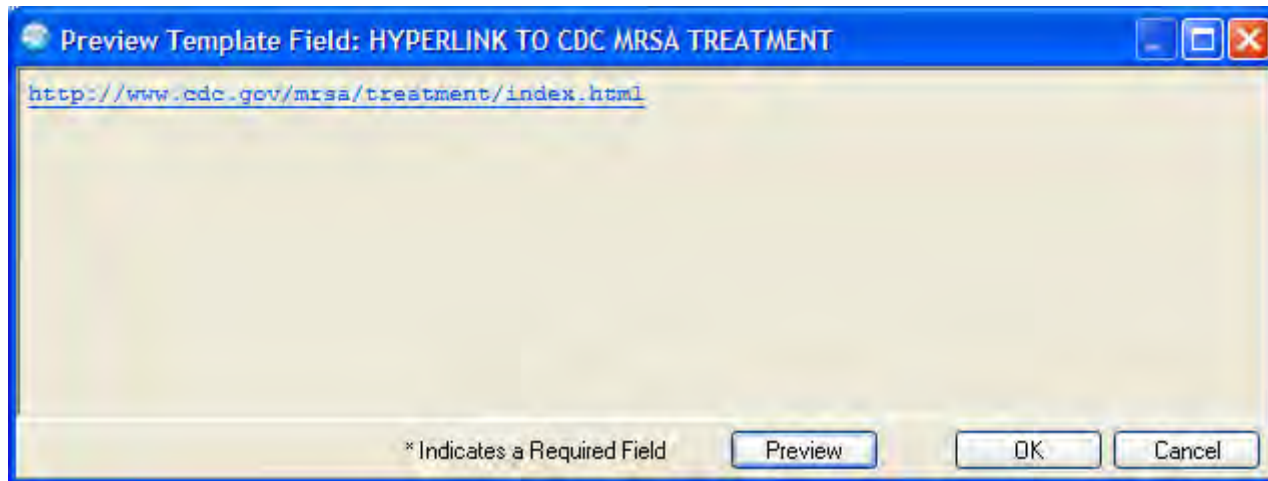 Preview Template Field: HYPERLINK TO CDC MRSA TREATMENT
http://www.cdc.gov/mrsa/treatment/index.html
* Indicates a Required Field Preview OK Cancel